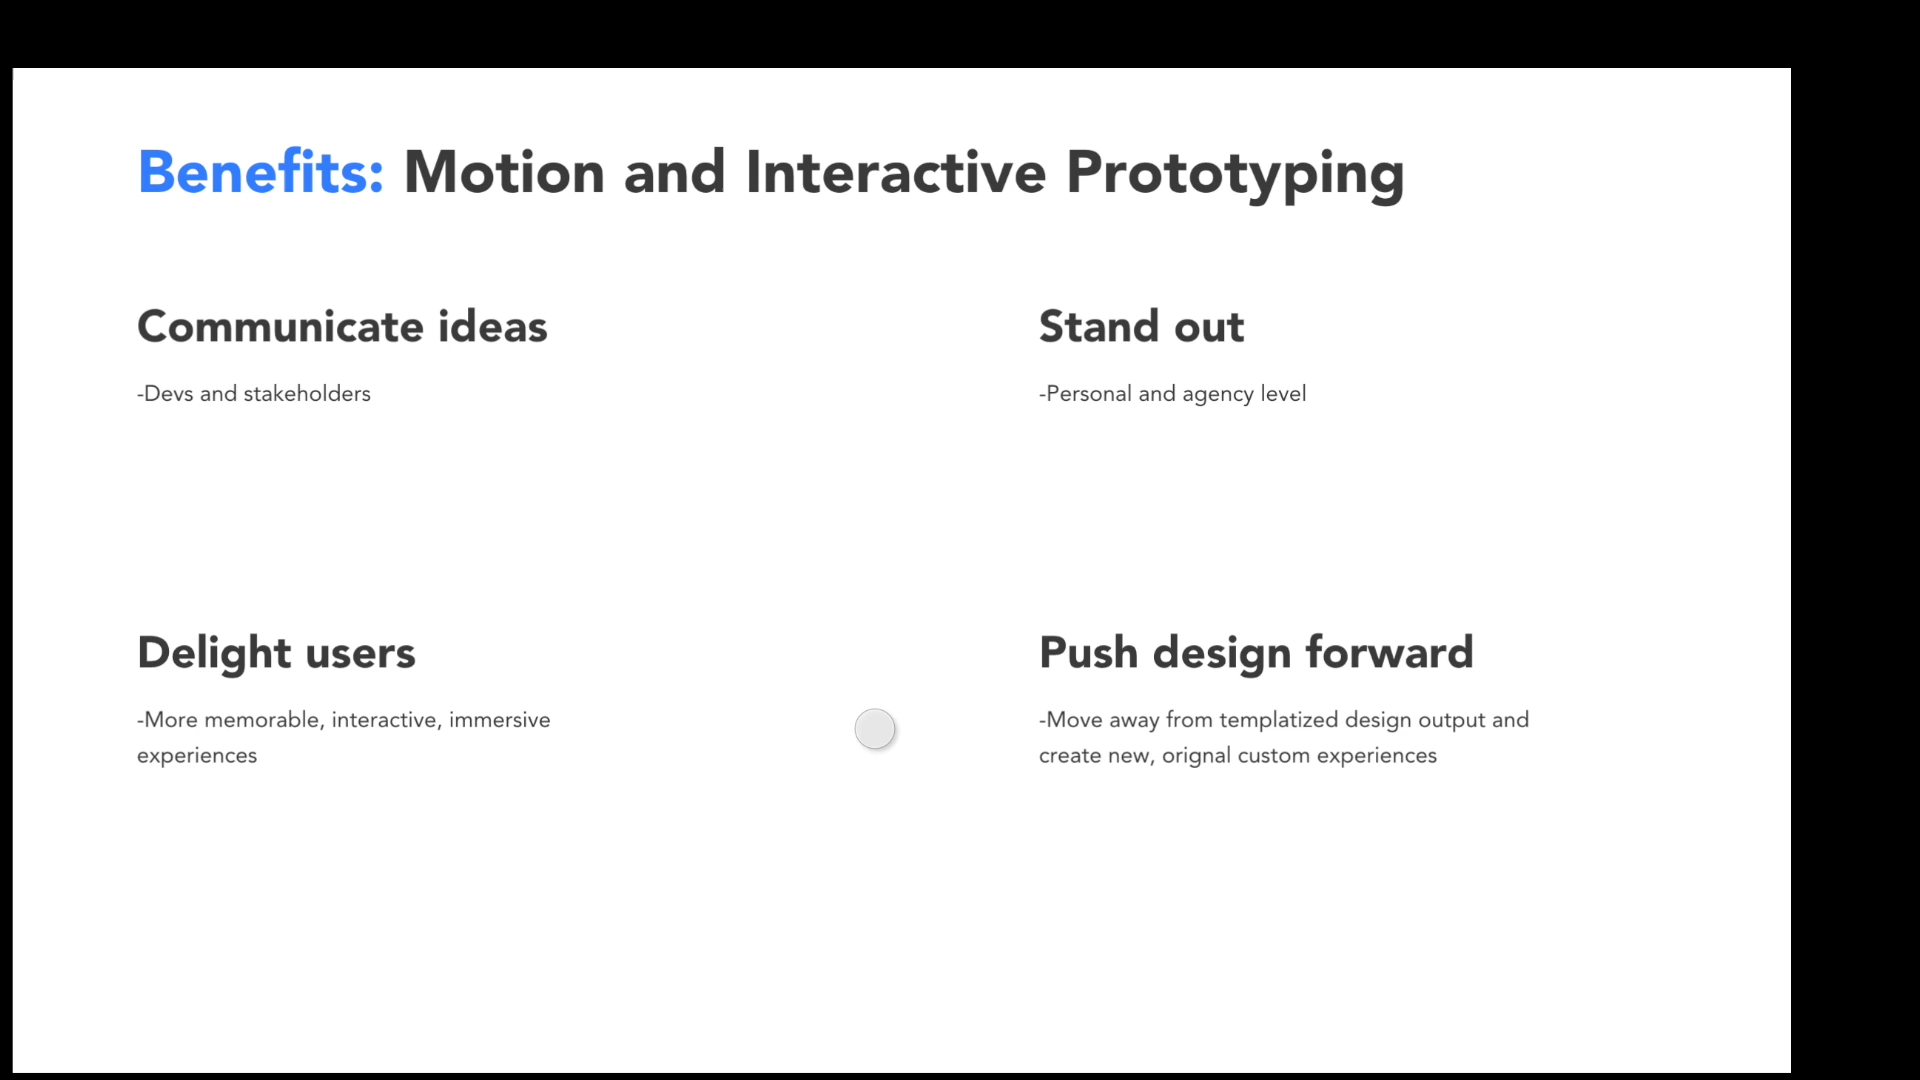 Benefits: Motion and Interactive Prototyping
Communicate ideas
-Devs and stakeholders
Stand out
-Personal and agency level
Delight users
-More memorable, interactive, immersive
experiences
Push design forward
-Move away from templatized design output and
create new, orignal custom experiences